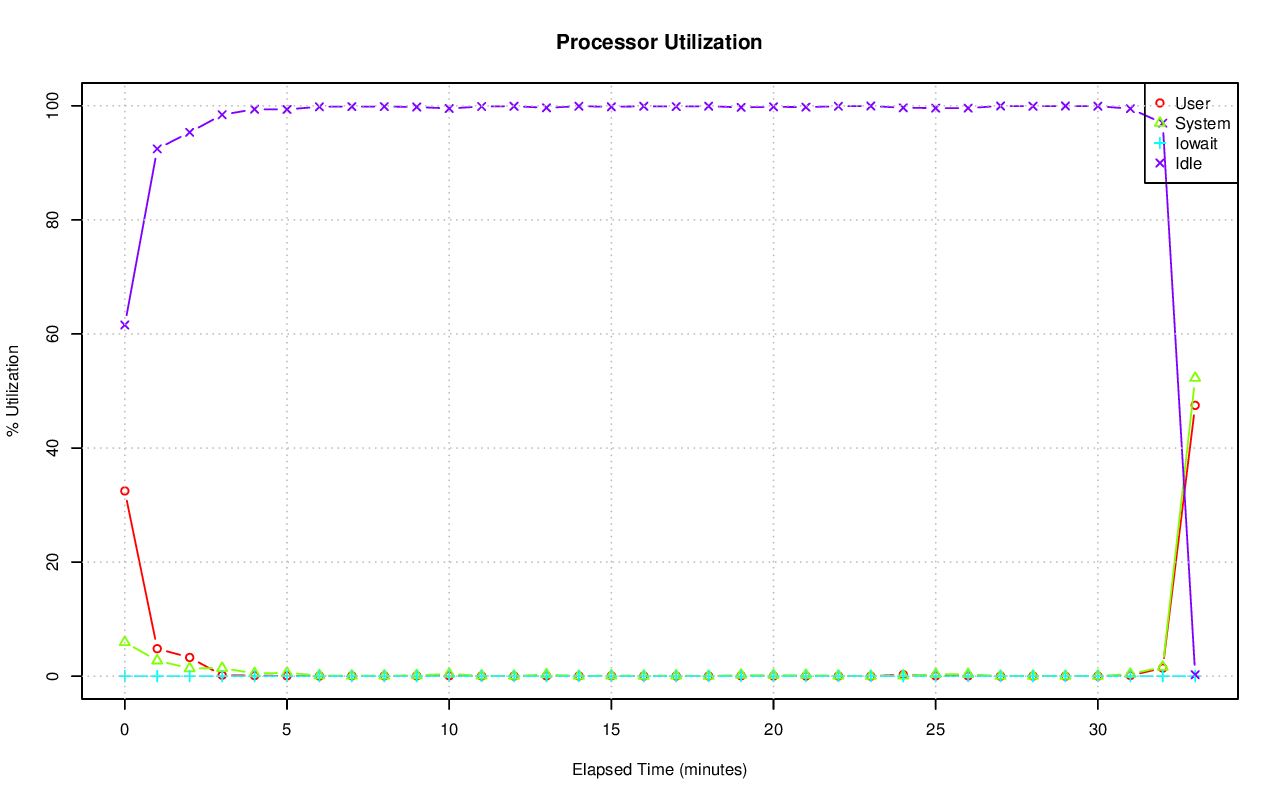 Processor Utilization
100
80
60
40
20
0
% Utilization
User
System
Iowait
Idle
0 5 10 15 20 25 30
Elapsed Time (minutes)